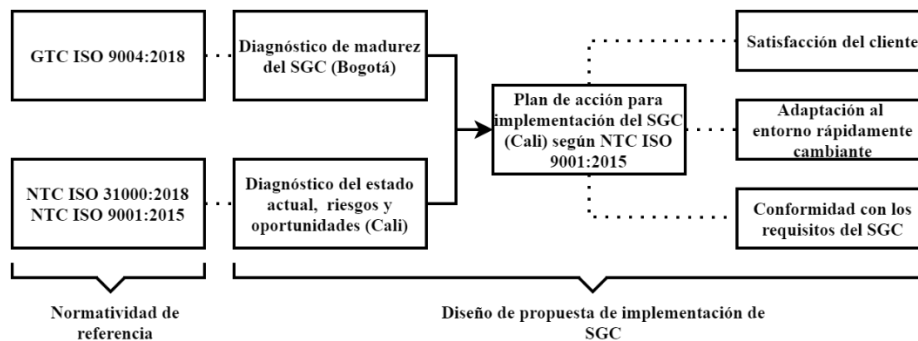 GTC ISO 9004:2018
Diagnóstico de madurez
del SGC (Bogotá)
Satisfacción del cliente
Plan de acción para
implementación del SGC
(Cali) según NTC ISO
9001:2015
Adaptación al
entorno rápidamente
cambiante
NTC ISO 31000:2018
NTC ISO 9001:2015
Diagnóstico del estado
actual, riesgos y
oportunidades (Cali)
Conformidad con los
requisitos del SGC
Normatividad de
referencia
Diseño de propuesta de implementación de
SGC